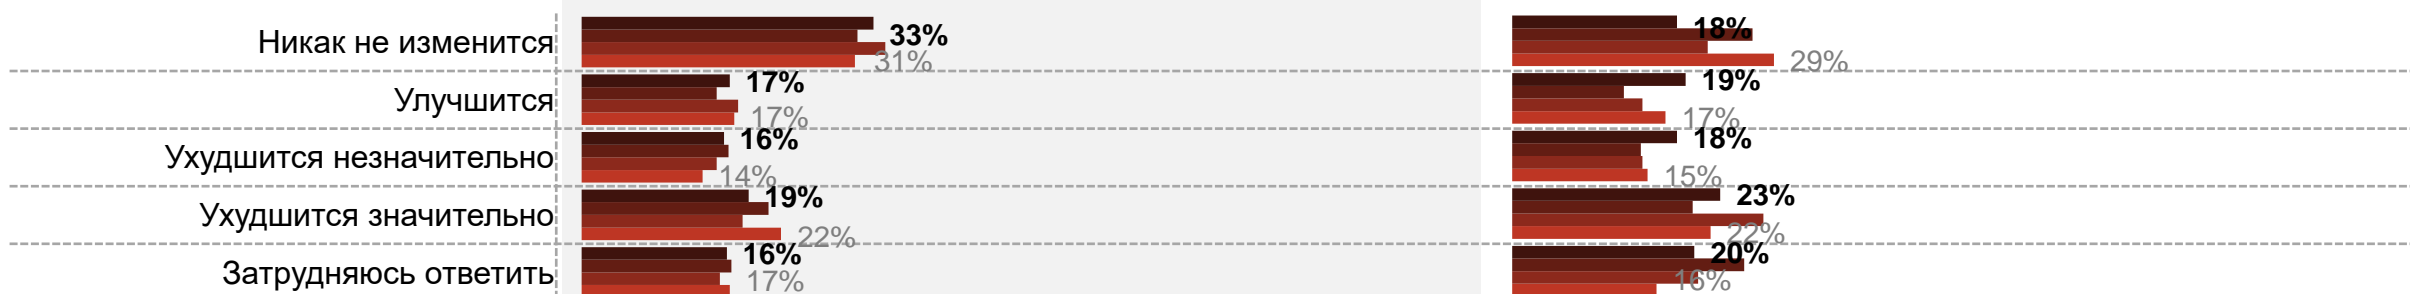 Никак не изменится 33% 18%
31% 29%
Улучшится 17% 19%
17% 17%
Ухудшится незначительно 16% 18%
14% 15%
Ухудшится значительно 19% 23%
22% 22%
Затрудняюсь ответить 16% 20%
17% 16%